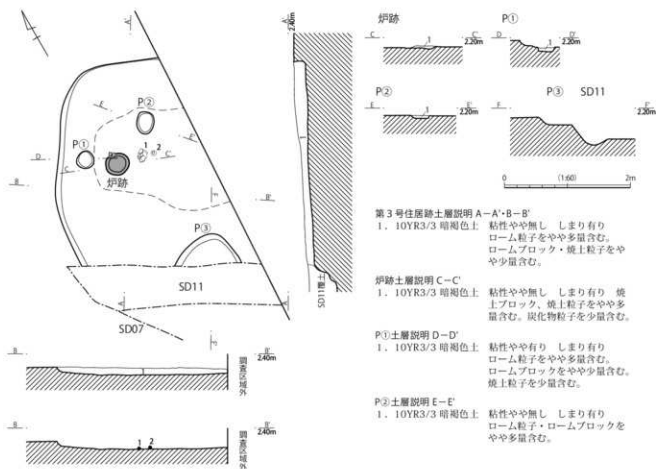 A'
2.40m
A
A'
P②
E
E'
P①
1
2
D
C
C'
D'
炉跡
B
B'
F
P③
SD11
A
F'
SD07
1
SD11覆土
A
B
B'
2.40m
1
調査区域外
B
B'
2.40m
1 2
調査区域外
炉跡
C
C'
1
2.20m
P①
D
D'
1
2.20m
P②
E
E'
1
2.20m
P③ SD11
F
F'
2.20m
0 (1:60) 2m
第3号住居跡土層説明 A-A'・B-B'
1. 10YR3/3 暗褐色土 粘性やや無し しまり有り
ローム粒子をやや多量含む。
ロームブロック・焼土粒子をや
や少量含む。
炉跡土層説明 C-C'
1. 10YR3/3 暗褐色土 粘性やや無し しまり有り 焼
土ブロック、焼土粒子をやや多
量含む。炭化物粒子を少量含む。
P①土層説明 D-D'
1. 10YR3/3 暗褐色土 粘性やや有り しまり有り
ローム粒子をやや多量含む。
ロームブロックをやや少量含む。
焼土粒子を少量含む。
P②土層説明 E-E'
1. 10YR3/3 暗褐色土 粘性やや無し しまり有り
ローム粒子・ロームブロックを
やや多量含む。